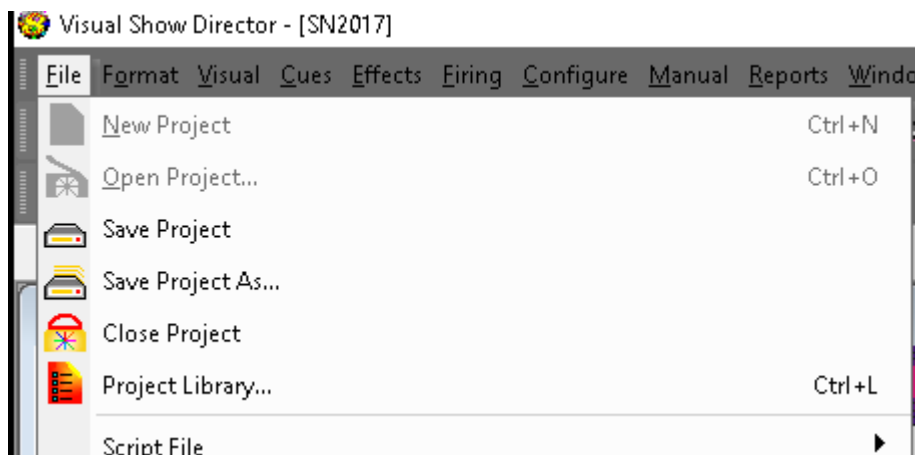 Visual Show Director - [SN2017]
File Format Visual Cues Effects Firing Configure Manual Reports
New Project Ctrl+N
Open Project... Ctrl+O
Save Project
Save Project As...
Close Project
Project Library... Ctrl+L
Script File